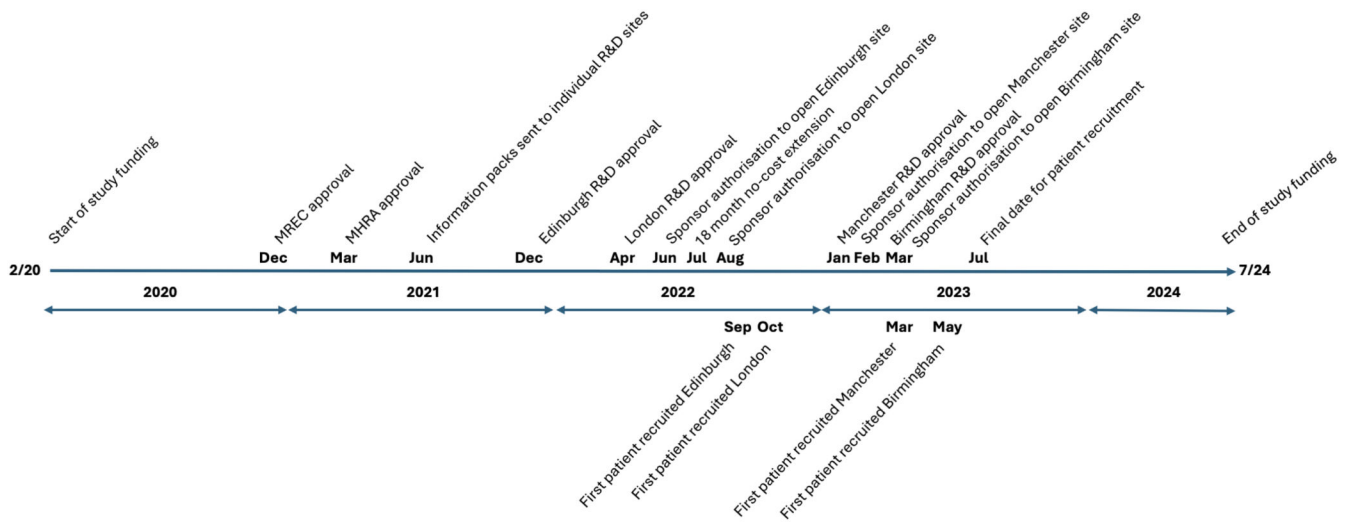 Start of study funding
MREC approval
MHRA approval
Information packs sent to individual R&D sites
Edinburgh R&D approval
London R&D approval
Sponsor authorisation to open Edinburgh site
18 month no-cost extension
Sponsor authorisation to open London site
Manchester R&D approval
Sponsor authorisation to open Manchester site
Birmingham R&D approval
Sponsor authorisation to open Birmingham site
Final date for patient recruitment
End of study funding
Dec Mar Jun Dec Apr Jun Jul Aug Jan Feb Mar Jul
2/20 7/24
2020 2021 2022 2023 2024
Sep Oct Mar May
First patient recruited Edinburgh
First patient recruited London
First patient recruited Manchester
First patient recruited Birmingham